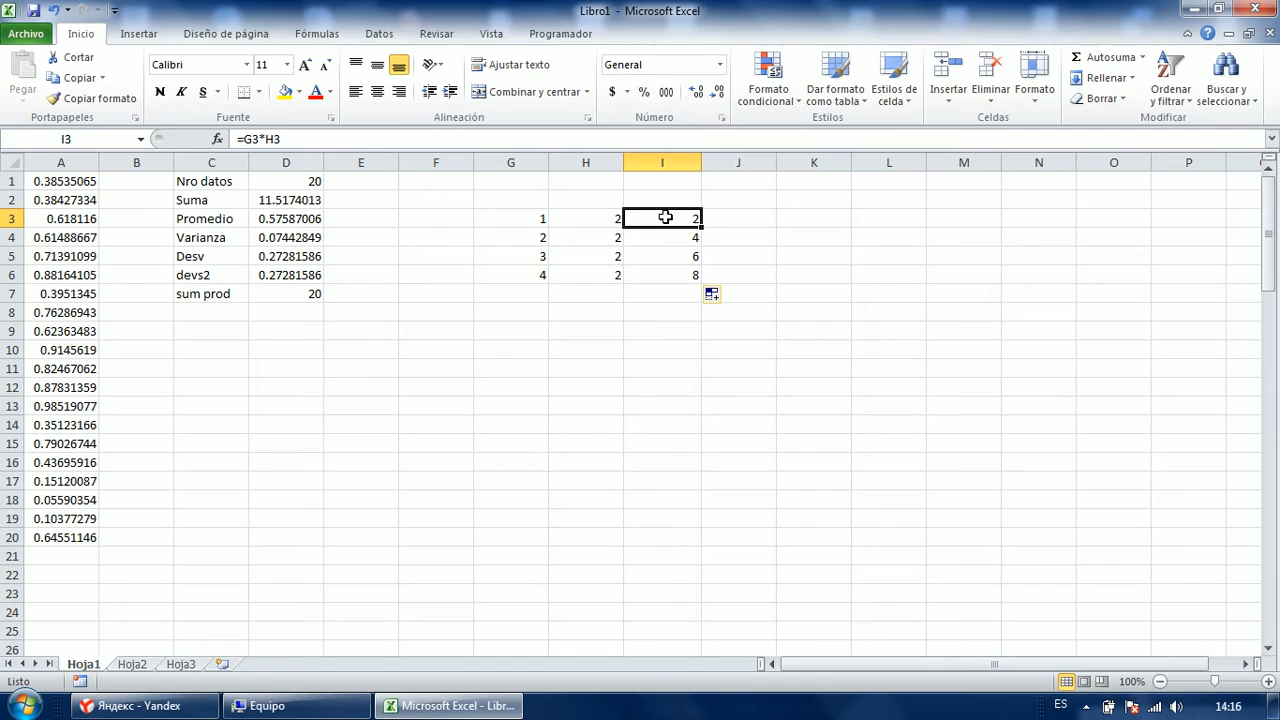 Libro1 - Microsoft Excel
Archivo Inicio Insertar Diseño de página Fórmulas Datos Revisar Vista Programador
Pegar
Cortar
Copiar
Copiar formato
Portapapeles
Calibri 11
N K S
Fuente
Ajustar texto
Combinar y centrar
Alineación
General
$ % 000
Número
Formato condicional
Dar formato como tabla
Estilos de celda
Estilos
Insertar Eliminar Formato
Celdas
Autosuma
Rellenar
Borrar
Ordenar y filtrar
Buscar y seleccionar
Modificar
I3 fx =G3*H3
A B C D E F G H I J K L M N O P
1 0.38535065 Nro datos 20
2 0.38427334 Suma 11.5174013
3 0.618116 Promedio 0.57587006 1 2 2
4 0.61488667 Varianza 0.07442849 2 2 4
5 0.71391099 Desv 0.27281586 3 2 6
6 0.88164105 devs2 0.27281586 4 2 8
7 0.3951345 sum prod 20
8 0.76286943
9 0.62363483
10 0.9145619
11 0.82467062
12 0.87831359
13 0.98519077
14 0.35123166
15 0.79026744
16 0.43695916
17 0.15120087
18 0.05590354
19 0.10377279
20 0.64551146
21
22
23
24
25
26
Hoja1 Hoja2 Hoja3
Listo 100%
Яндекс - Yandex Equipo Microsoft Excel - Libr... ES 14:16